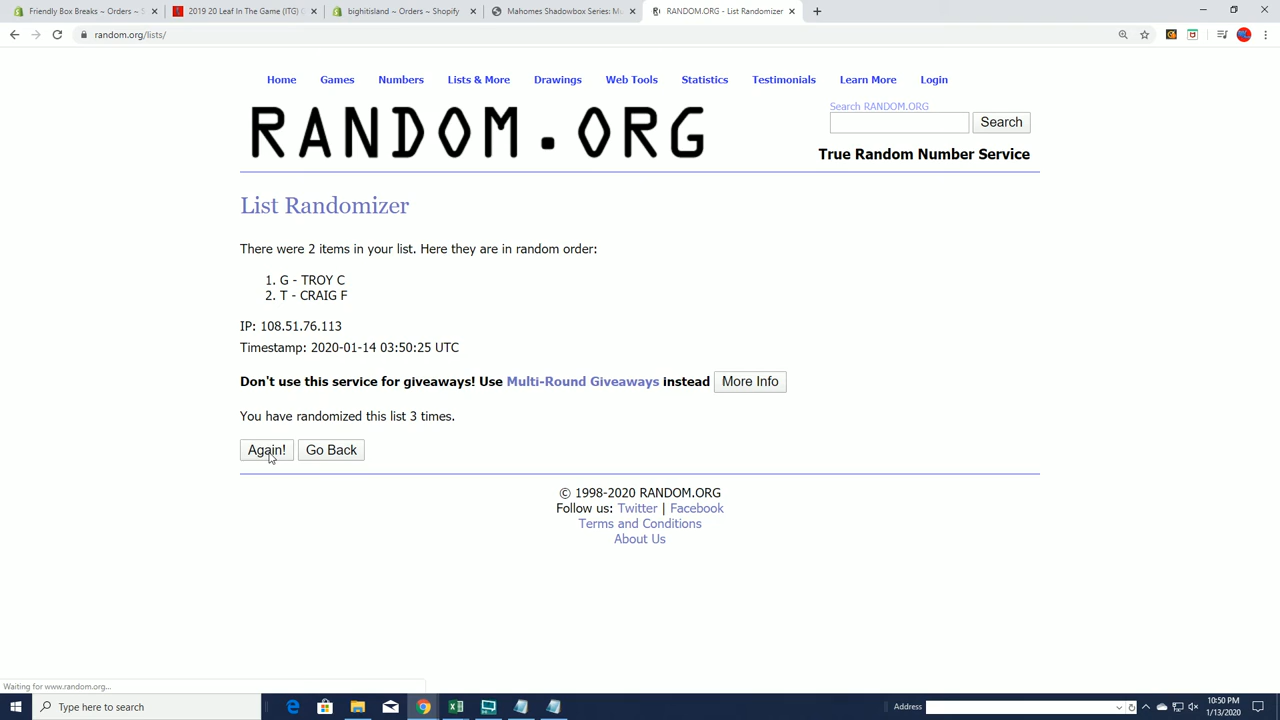 Friendly Box Breaks ~ Orders ~ S
2019 20 Leaf In The Game (ITG)
bighitisland ~ Orders ~ Shopify
Mahomes Shadowbox Series: Mu
RANDOM.ORG - List Randomizer
random.org/lists/
Home Games Numbers Lists & More Drawings Web Tools Statistics Testimonials Learn More Login
RANDOM.ORG
Search RANDOM.ORG
Search
True Random Number Service
List Randomizer
There were 2 items in your list. Here they are in random order:
1. G - TROY C
2. T - CRAIG F
IP: 108.51.76.113
Timestamp: 2020-01-14 03:50:25 UTC
Don't use this service for giveaways! Use Multi-Round Giveaways instead More Info
You have randomized this list 3 times.
Again! Go Back
© 1998-2020 RANDOM.ORG
Follow us: Twitter | Facebook
Terms and Conditions
About Us
Waiting for www.random.org...
Type here to search
Address
10:50 PM
1/13/2020